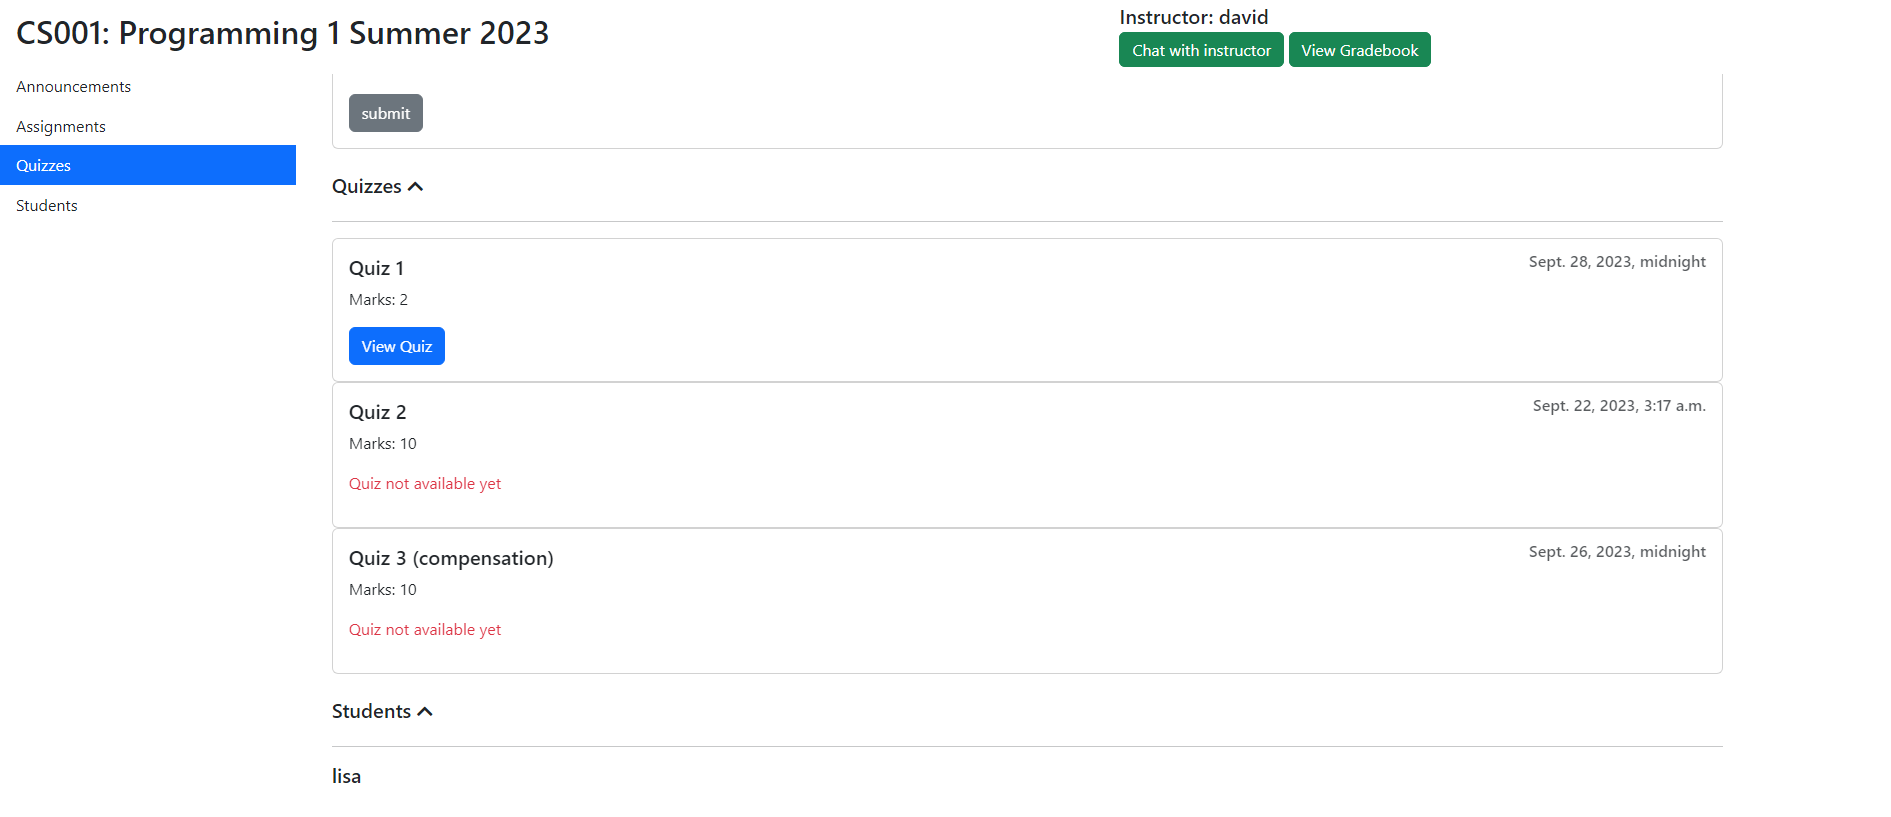 CS001: Programming 1 Summer 2023
Instructor: david
Chat with instructor
View Gradebook
Announcements
Assignments
Quizzes
Students
submit
Quizzes
Quiz 1
Sept. 28, 2023, midnight
Marks: 2
View Quiz
Quiz 2
Sept. 22, 2023, 3:17 a.m.
Marks: 10
Quiz not available yet
Quiz 3 (compensation)
Sept. 26, 2023, midnight
Marks: 10
Quiz not available yet
Students
lisa